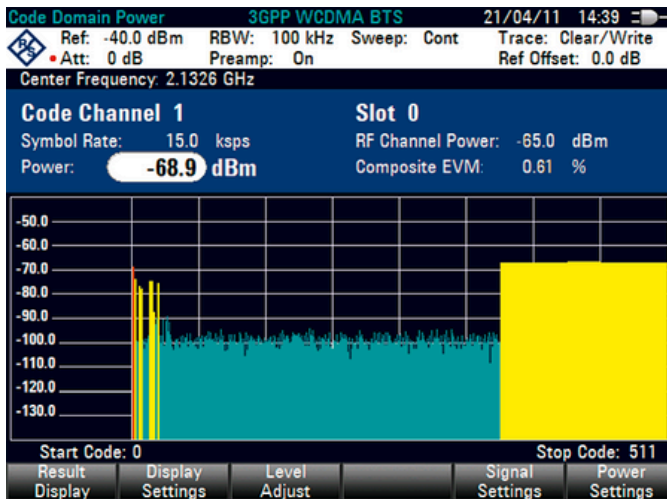 Code Domain Power 3GPP WCDMA BTS 21/04/11 14:39
Ref: -40.0 dBm RBW: 100 kHz Sweep: Cont Trace: Clear/Write
Att: 0 dB Preamp: On Ref Offset: 0.0 dB
Center Frequency: 2.1326 GHz
Code Channel 1 Slot 0
Symbol Rate: 15.0 ksps RF Channel Power: -65.0 dBm
Power: -68.9 dBm Composite EVM: 0.61 %
-50.0
-60.0
-70.0
-80.0
-90.0
-100.0
-110.0
-120.0
-130.0
Start Code: 0 Stop Code: 511
Result Display Level Signal Power
Display Settings Adjust Settings Settings